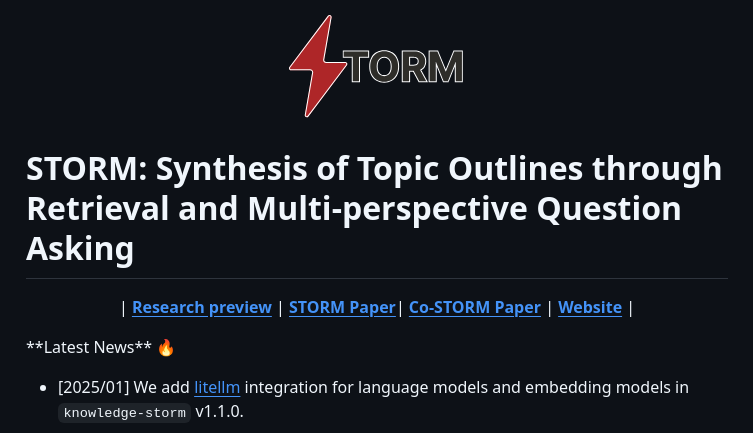 TORM
STORM: Synthesis of Topic Outlines through
Retrieval and Multi-perspective Question
Asking
| Research preview | STORM Paper| Co-STORM Paper | Website |
**Latest News** 🔥
• [2025/01] We add litellm integration for language models and embedding models in
knowledge-storm v1.1.0.